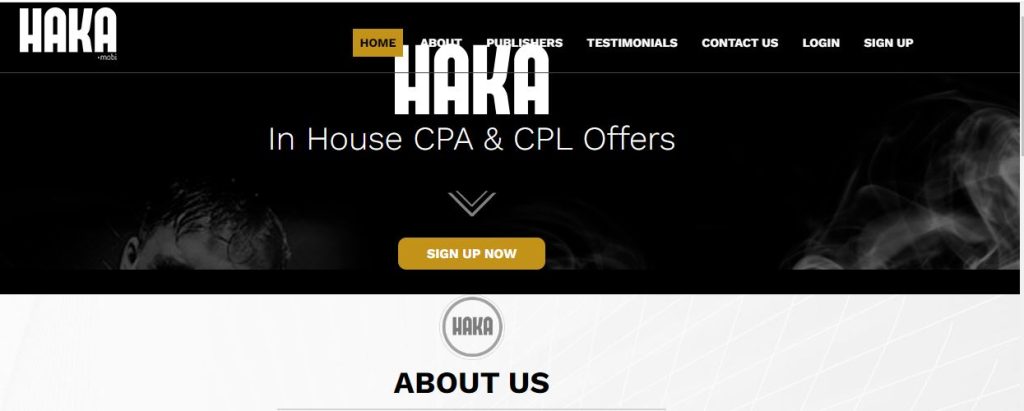 HAKA
•mobi
HOME ABOUT PUBLISHERS TESTIMONIALS CONTACT US LOGIN SIGN UP
HAKA
In House CPA & CPL Offers
SIGN UP NOW
HAKA
ABOUT US